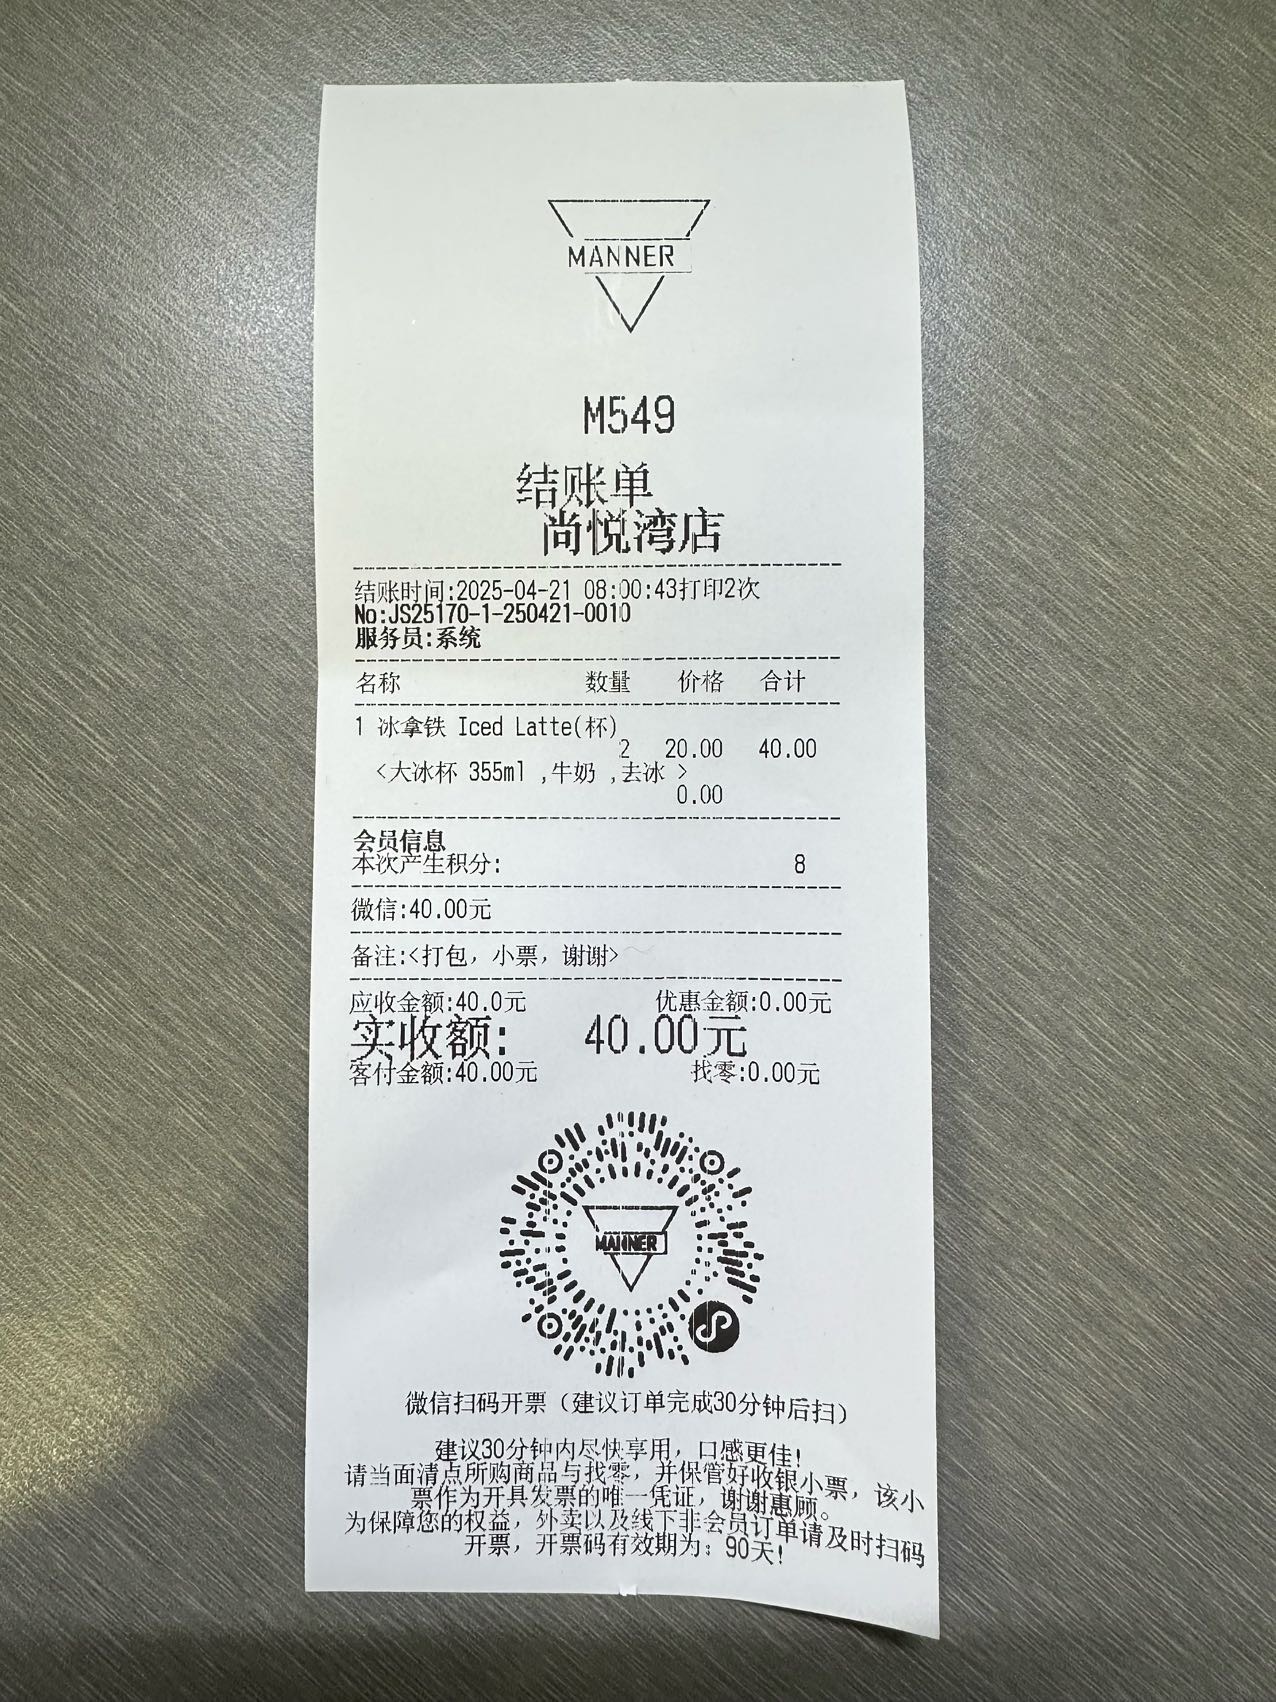 MANNER
M549
结账单
尚悦湾店
结账时间:2025-04-21 08:00:43打印2次
No:JS25170-1-250421-0010
服务员:系统
名称 数量 价格 合计
1 冰拿铁 Iced Latte(杯)
2 20.00 40.00
<大冰杯 355ml ,牛奶 ,去冰 >
0.00
会员信息
本次产生积分: 8
微信:40.00元
备注:<打包，小票，谢谢>
应收金额:40.0元 优惠金额:0.00元
实收额: 40.00元
客付金额:40.00元 找零:0.00元
MANNER
微信扫码开票（建议订单完成30分钟后扫）
建议30分钟内尽快享用，口感更佳！
请当面清点所购商品与找零，并保管好收银小票，该小
票作为开具发票的唯一凭证，谢谢惠顾。
为保障您的权益，外卖以及线下非会员订单请及时扫码
开票，开票码有效期为：90天！